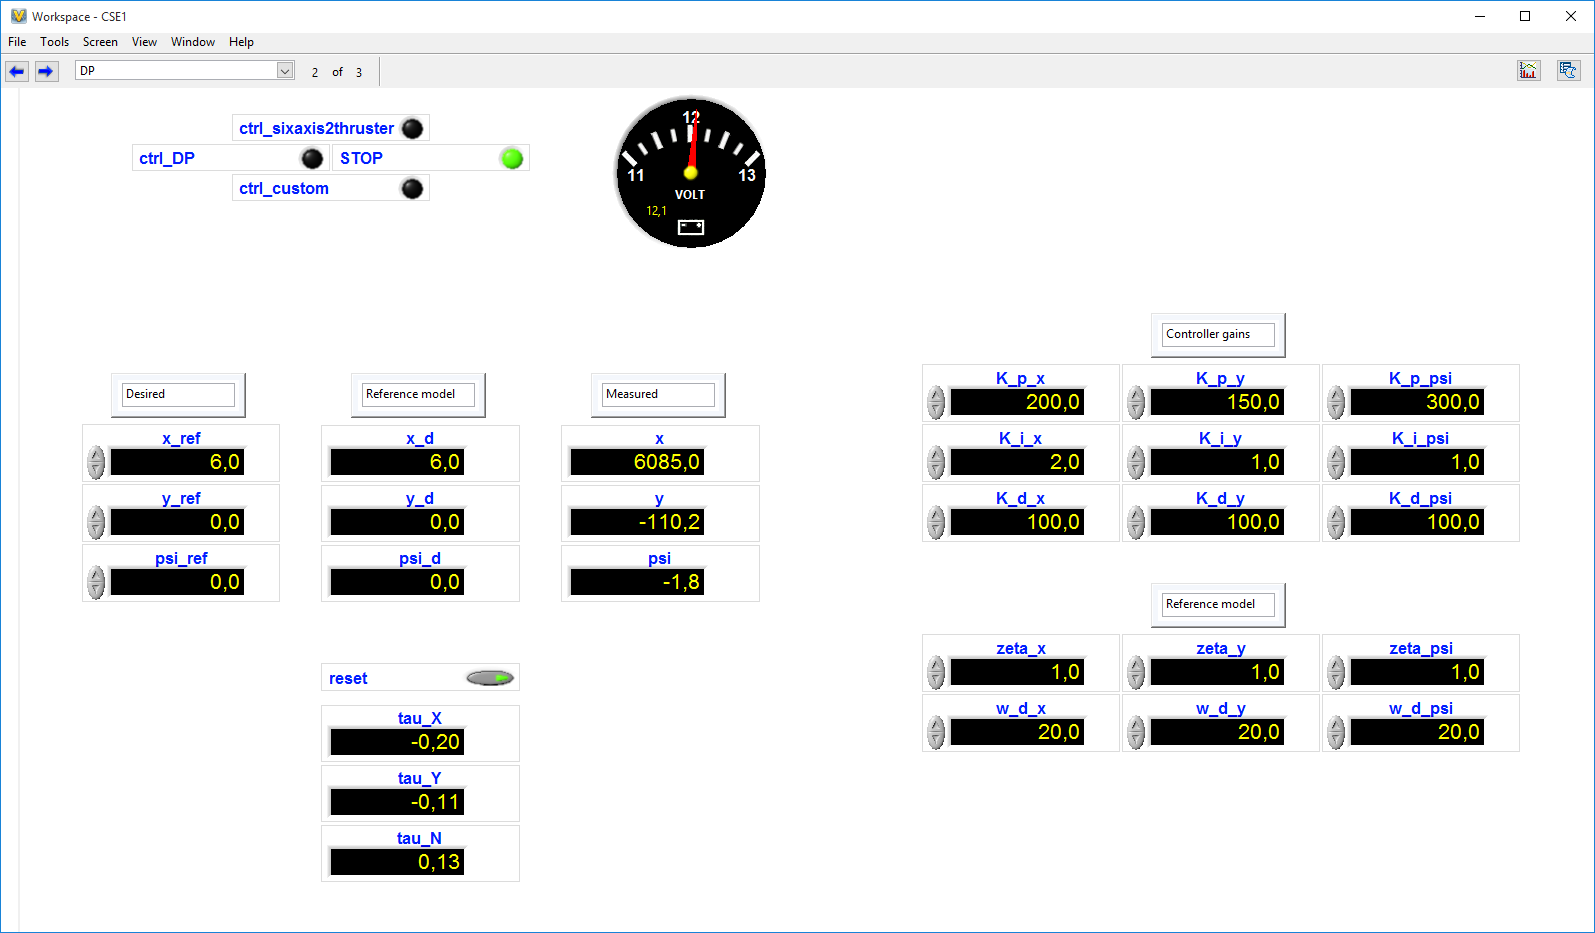 Workspace - CSE1
File Tools Screen View Window Help
DP 2 of 3
ctrl_sixaxis2thruster
ctrl_DP STOP
ctrl_custom
12
11 13
VOLT
12,1
Controller gains
K_p_x K_p_y K_p_psi
200,0 150,0 300,0
K_i_x K_i_y K_i_psi
2,0 1,0 1,0
K_d_x K_d_y K_d_psi
100,0 100,0 100,0
Desired Reference model Measured
x_ref x_d x
6,0 6,0 6085,0
y_ref y_d y
0,0 0,0 -110,2
psi_ref psi_d psi
0,0 0,0 -1,8
Reference model
zeta_x zeta_y zeta_psi
1,0 1,0 1,0
w_d_x w_d_y w_d_psi
20,0 20,0 20,0
reset
tau_X
-0,20
tau_Y
-0,11
tau_N
0,13